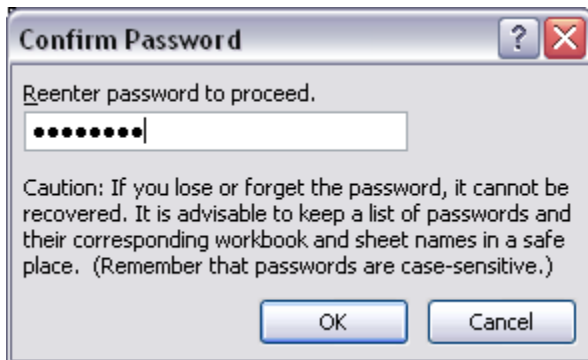 Confirm Password
?
Reenter password to proceed.
••••••••
Caution: If you lose or forget the password, it cannot be
recovered. It is advisable to keep a list of passwords and
their corresponding workbook and sheet names in a safe
place. (Remember that passwords are case-sensitive.)
OK
Cancel